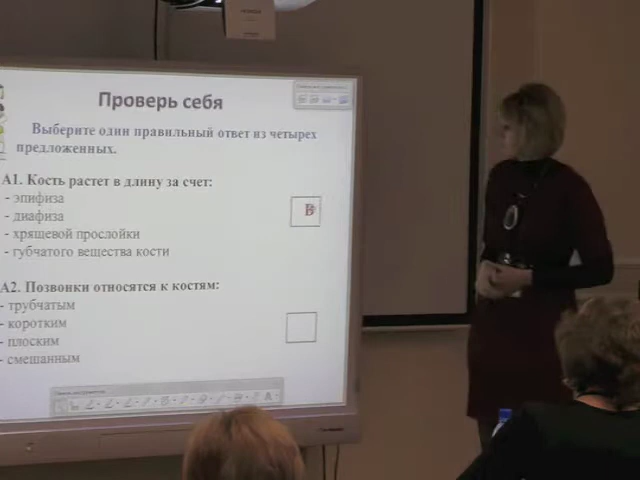 Проверь себя
Выберите один правильный ответ из четырех
предложенных.
А1. Кость растет в длину за счет:
- эпифиза
- диафиза
- хрящевой прослойки
- губчатого вещества кости
В
А2. Позвонки относятся к костям:
- трубчатым
- коротким
- плоским
- смешанным